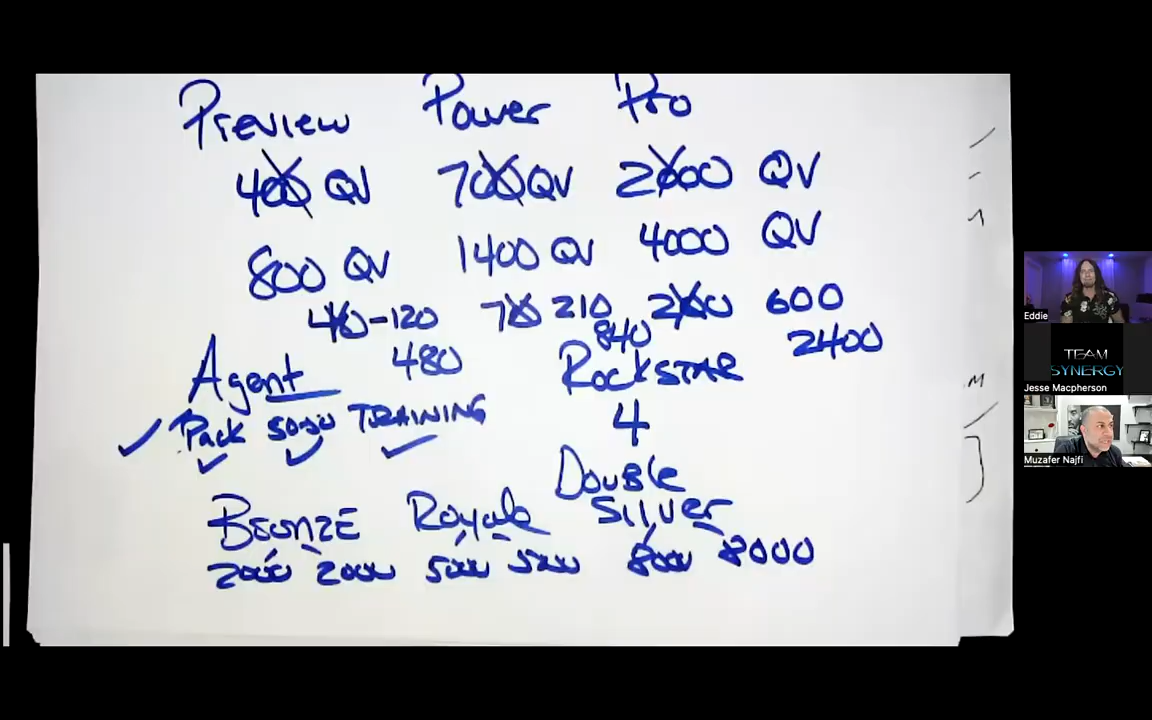 Preview Power Pro
400 QV 700 QV 2000 QV
800 QV 1400 QV 4000 QV
40-120 70 210 200 600
480 840 2400
Agent Rockstar
Pack TRAINING 4
Double
Bronze Royale Silver
2000 2000 5000 5000 8000 8000
Eddie
TEAM
SYNERGY
Jesse Macpherson
Muzafer Najfi